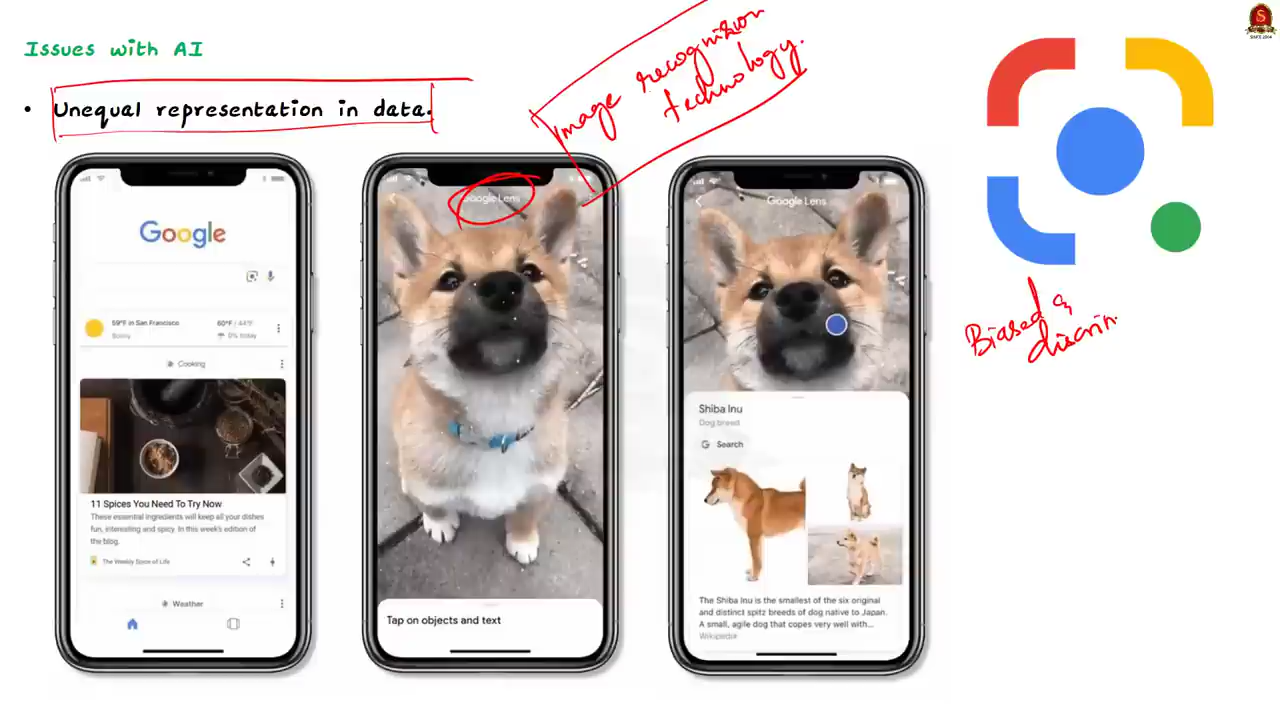 Issues with AI
• Unequal representation in data.
Image recognizion
technology.
Google
59°F in San Francisco
Sunny
60°F / 44°F
0% today
Cooking
11 Spices You Need To Try Now
These essential ingredients will keep all your dishes
fun, interesting and spicy. In this week's edition of
the blog.
The Weekly Spoon of Life
Weather
Google Lens
Tap on objects and text
Google Lens
Shiba Inu
Dog breed
G Search
The Shiba Inu is the smallest of the six original
and distinct spitz breeds of dog native to Japan.
A small, agile dog that copes very well with...
Wikipedia
Biased &
discrin
S